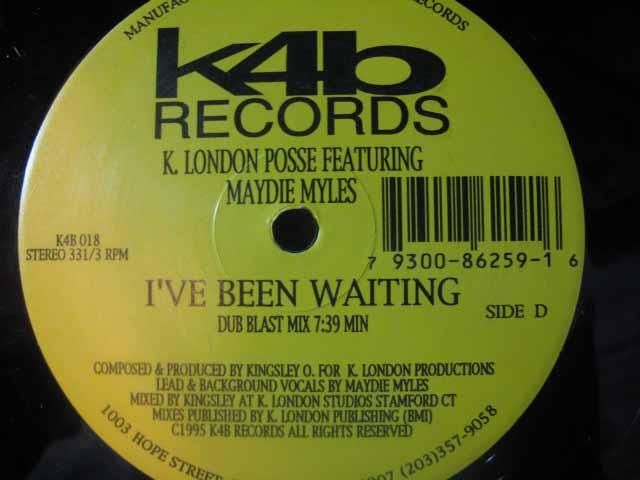 MANUFAC
RECORDS
K4b
RECORDS
K. LONDON POSSE FEATURING
MAYDIE MYLES
K4B 018
STEREO 331/3 RPM
7 9300-86259-1 6
I'VE BEEN WAITING
DUB BLAST MIX 7:39 MIN
SIDE D
COMPOSED & PRODUCED BY KINGSLEY O. FOR K. LONDON PRODUCTIONS
LEAD & BACKGROUND VOCALS BY MAYDIE MYLES
MIXED BY KINGSLEY AT K. LONDON STUDIOS STAMFORD CT
MIXES PUBLISHED BY K. LONDON PUBLISHING (BMI)
C1995 K4B RECORDS ALL RIGHTS RESERVED
1003 HOPE STREET
907 (203)357-9058